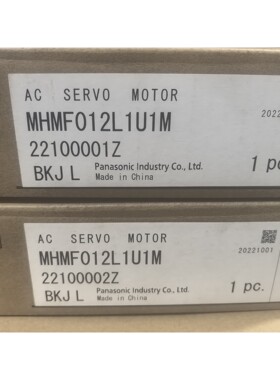 AC SERVO MOTOR
MHMF012L1U1M
22100001Z
BKJ L Panasonic Industry Co., Ltd. 1 pc.
Made in China
AC SERVO MOTOR
20221001
MHMF012L1U1M
22100002Z
BKJ L Panasonic Industry Co., Ltd. 1 pc.
Made in China